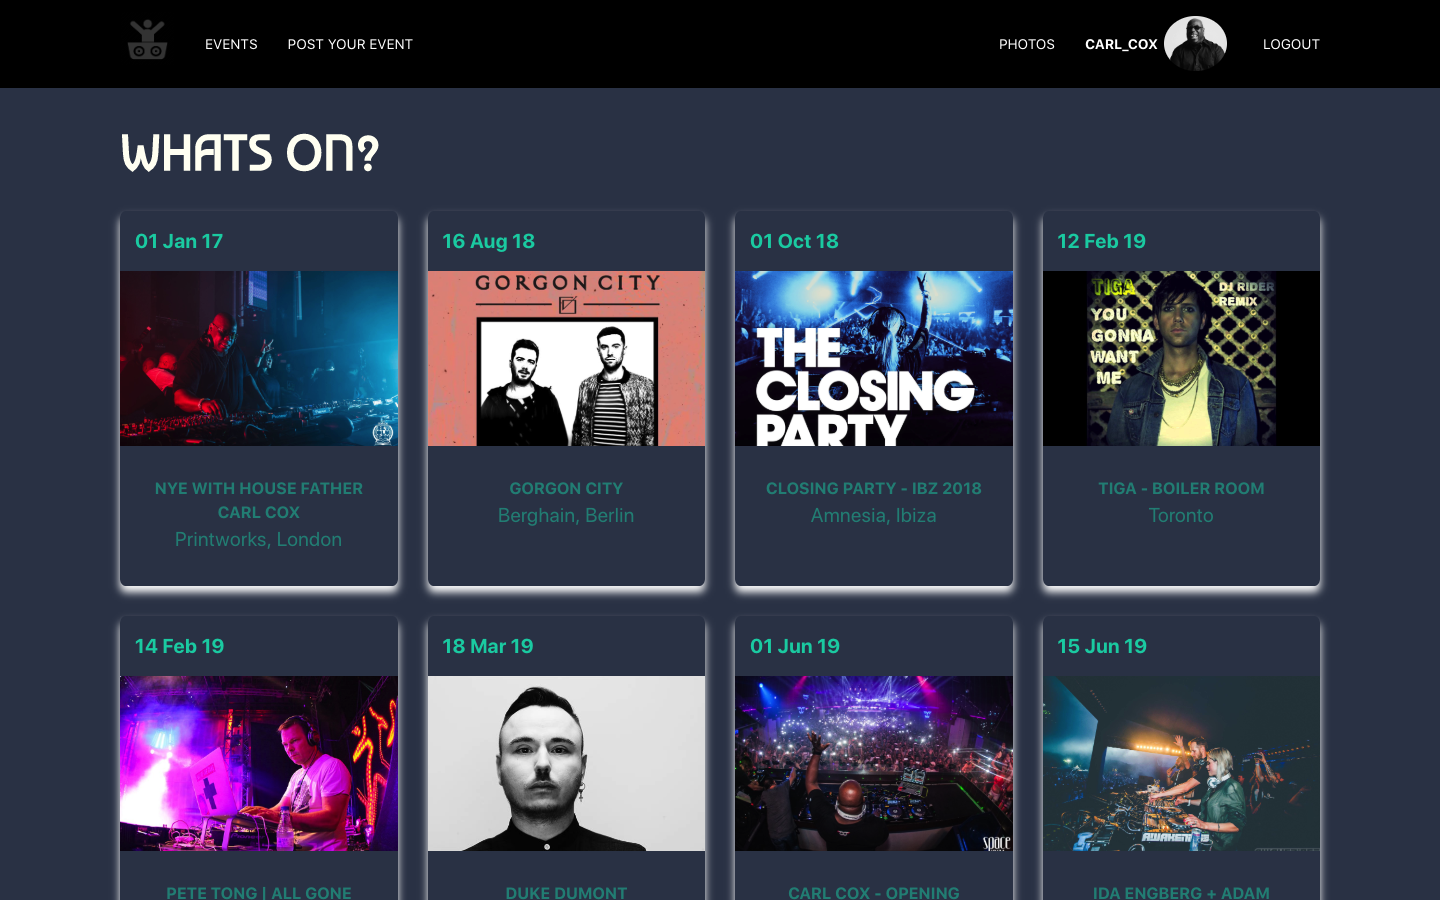 EVENTS
POST YOUR EVENT
PHOTOS
CARL_COX
LOGOUT
WHATS ON?
01 Jan 17
16 Aug 18
01 Oct 18
12 Feb 19
GORGON CITY
THE
CLOSING
PARTY
TIGA
DJ RIDER
REMIX
YOU
GONNA
WANT
ME
NYE WITH HOUSE FATHER
CARL COX
Printworks, London
GORGON CITY
Berghain, Berlin
CLOSING PARTY - IBZ 2018
Amnesia, Ibiza
TIGA - BOILER ROOM
Toronto
14 Feb 19
18 Mar 19
01 Jun 19
15 Jun 19
space
AWAKENINGS
PETE TONG | ALL GONE
DUKE DUMONT
CARL COX - OPENING
IDA ENGBERG + ADAM